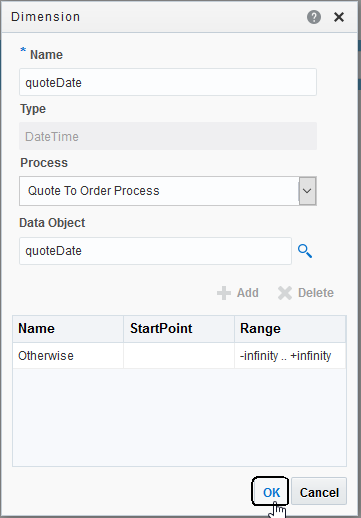 Dimension
* Name
quoteDate
Type
DateTime
Process
Quote To Order Process
Data Object
quoteDate
Add Delete
Name StartPoint Range
Otherwise -infinity .. +infinity
OK Cancel